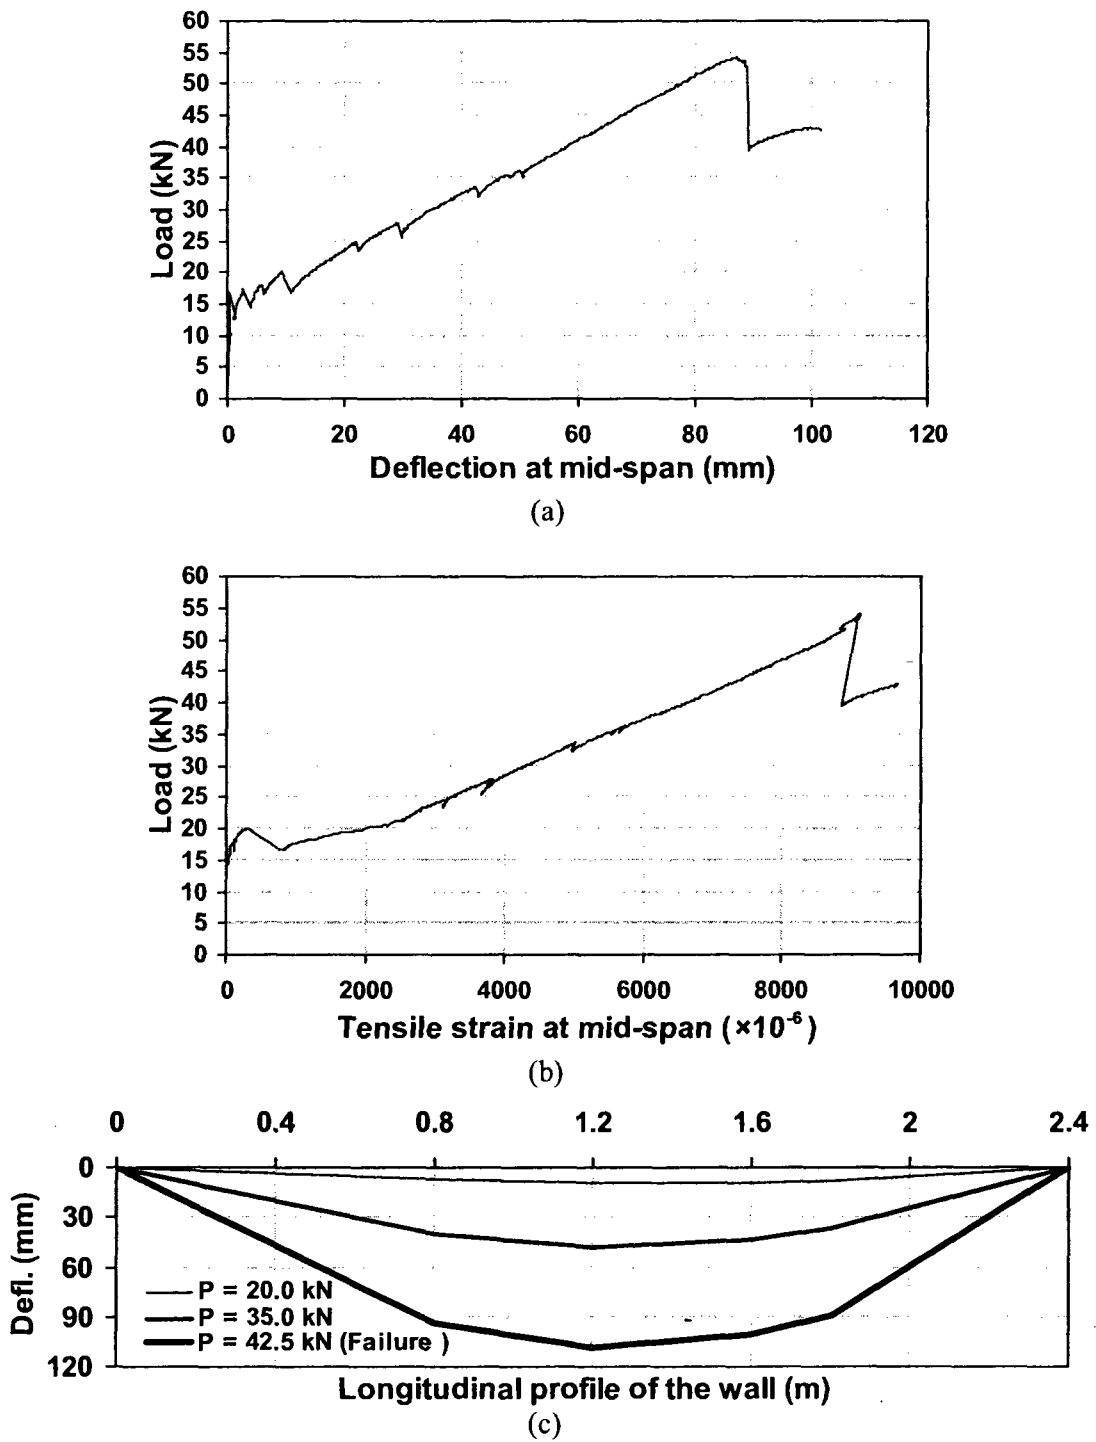 60
55
50
45
40
35
30
25
20
15
10
5
0
Load (kN)
0 20 40 60 80 100 120
Deflection at mid-span (mm)
(a)
60
55
50
45
40
35
30
25
20
15
10
5
0
Load (kN)
0 2000 4000 6000 8000 10000
Tensile strain at mid-span (×10⁻⁶)
(b)
0 0.4 0.8 1.2 1.6 2 2.4
0
30
60
90
120
Defl. (mm)
P = 20.0 kN
P = 35.0 kN
P = 42.5 kN (Failure )
Longitudinal profile of the wall (m)
(c)